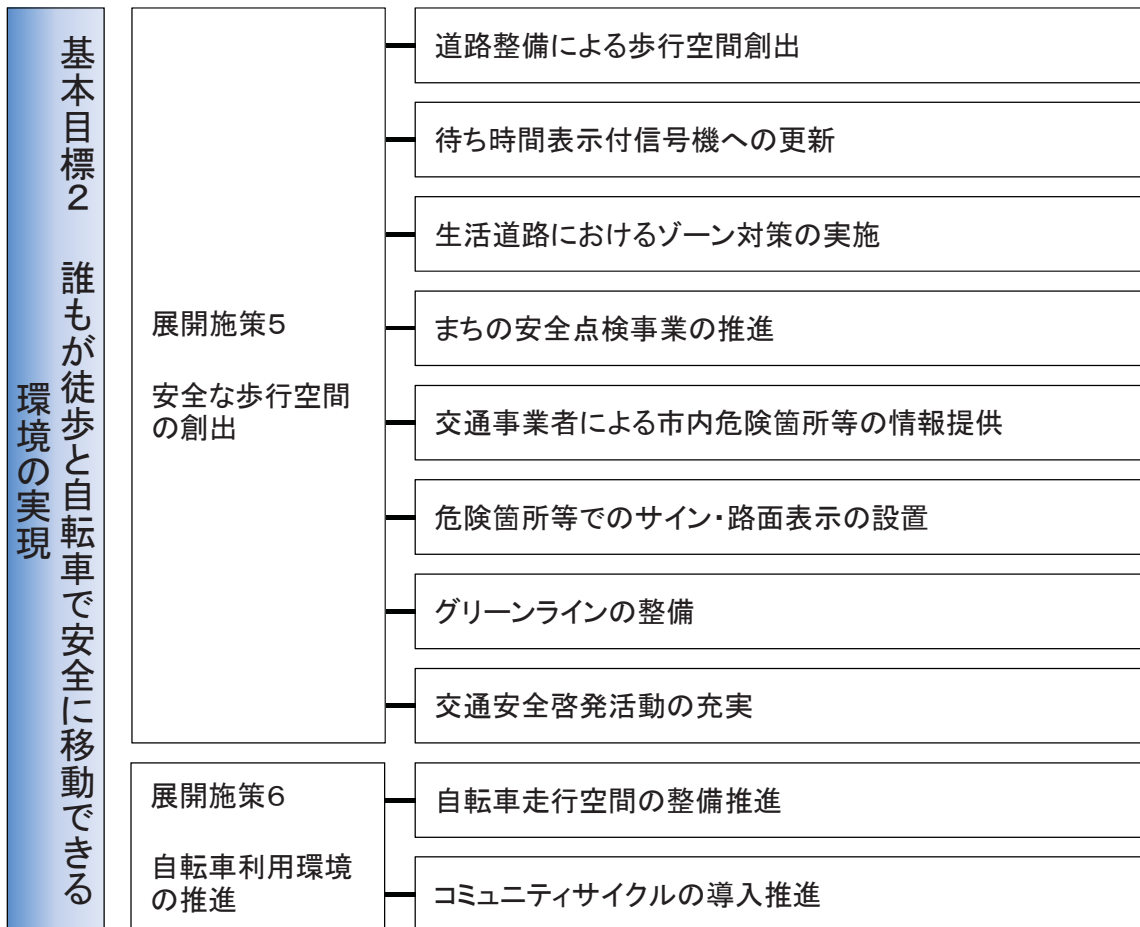 基本目標２　誰もが徒歩と自転車で安全に移動できる
環境の実現
展開施策５
安全な歩行空間
の創出
道路整備による歩行空間創出
待ち時間表示付信号機への更新
生活道路におけるゾーン対策の実施
まちの安全点検事業の推進
交通事業者による市内危険箇所等の情報提供
危険箇所等でのサイン・路面表示の設置
グリーンラインの整備
交通安全啓発活動の充実
展開施策６
自転車利用環境
の推進
自転車走行空間の整備推進
コミュニティサイクルの導入推進